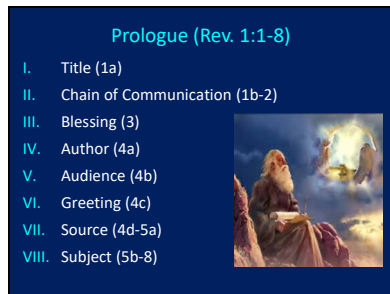 Prologue (Rev. 1:1-8)
I. Title (1a)
II. Chain of Communication (1b-2)
III. Blessing (3)
IV. Author (4a)
V. Audience (4b)
VI. Greeting (4c)
VII. Source (4d-5a)
VIII. Subject (5b-8)